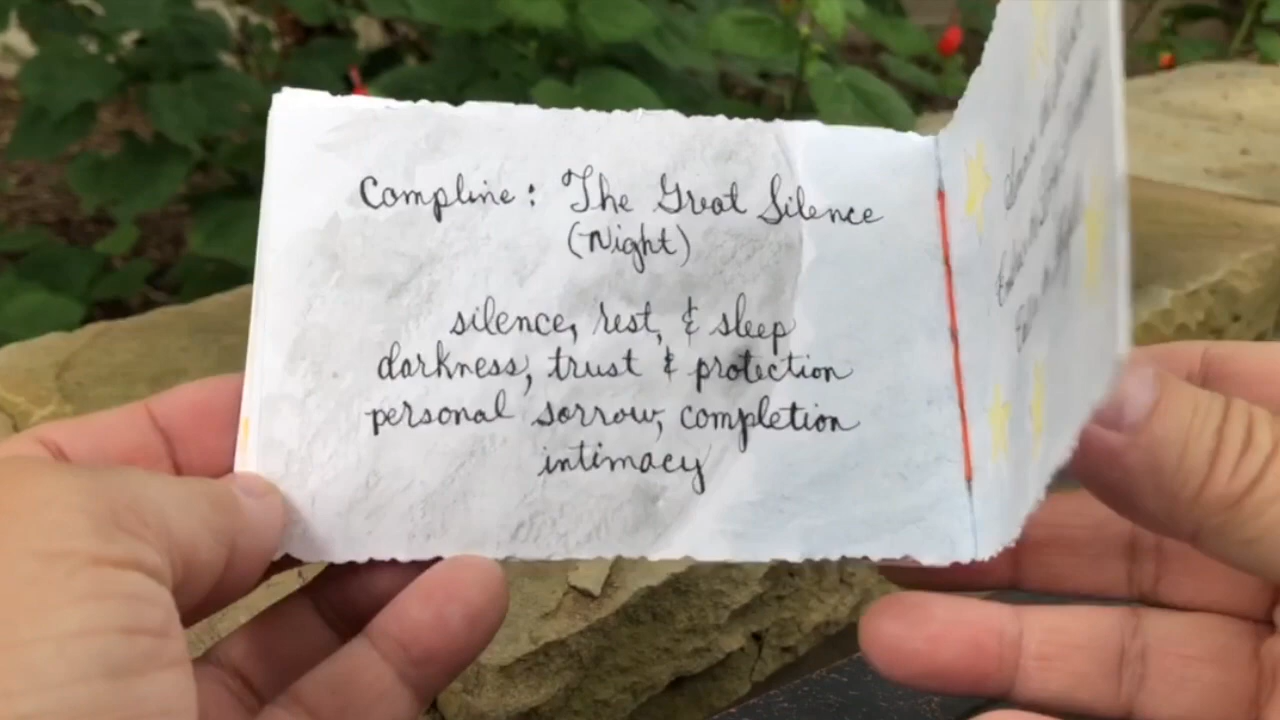 Compline: The Great Silence
(Night)
silence, rest, & sleep
darkness, trust & protection
personal sorrow, completion
intimacy